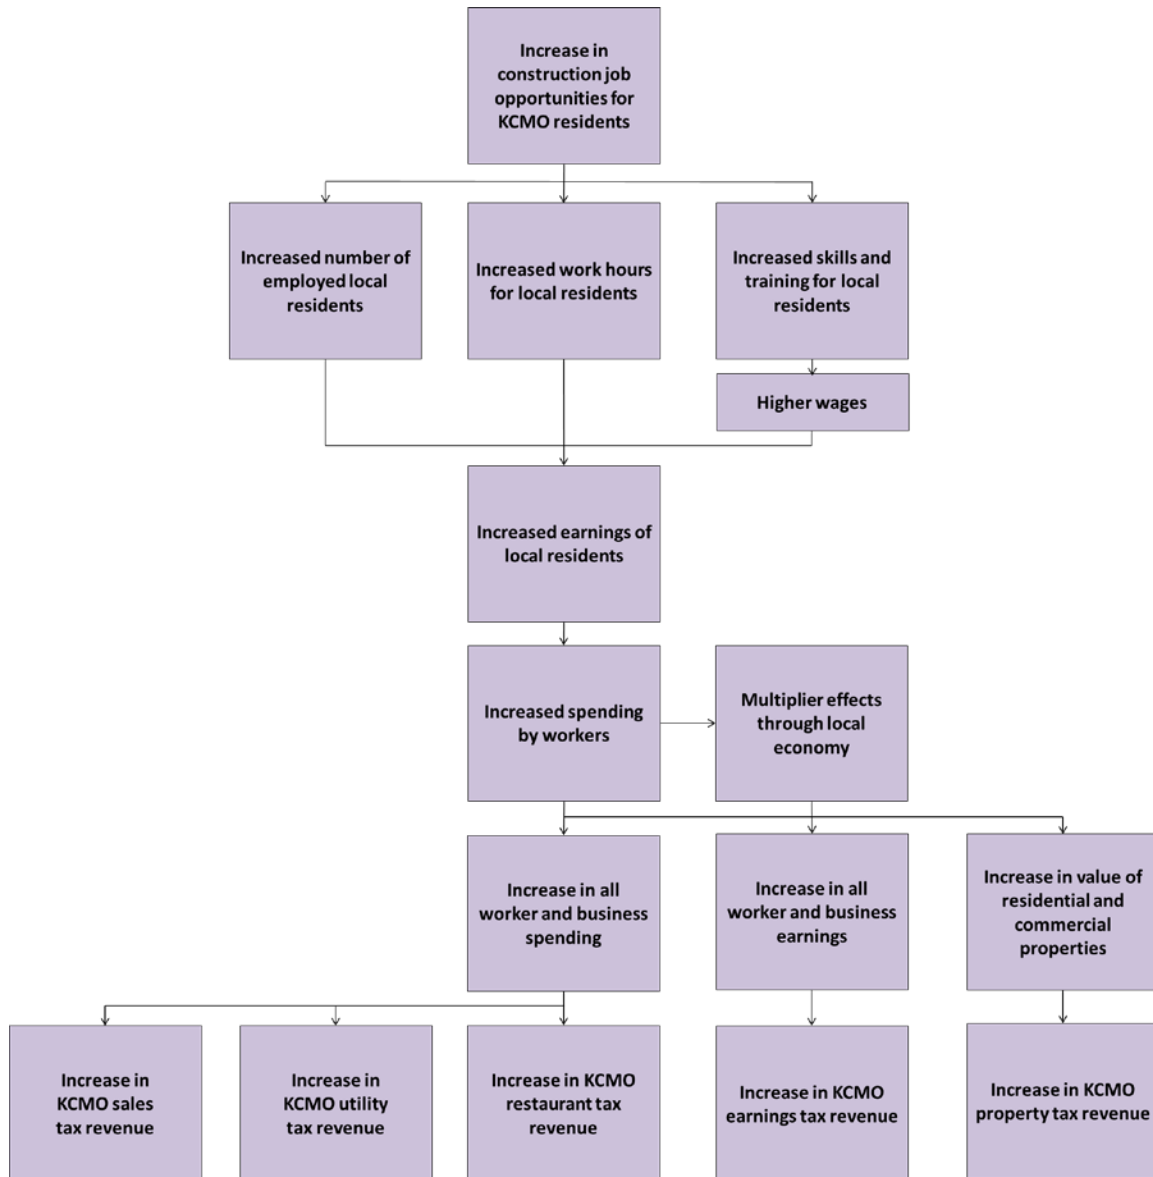 Increase in
construction job
opportunities for
KCMO residents
Increased number of
employed local
residents
Increased work hours
for local residents
Increased skills and
training for local
residents
Higher wages
Increased earnings of
local residents
Increased spending
by workers
Multiplier effects
through local
economy
Increase in all
worker and business
spending
Increase in all
worker and business
earnings
Increase in value of
residential and
commercial
properties
Increase in
KCMO sales
tax revenue
Increase in
KCMO utility
tax revenue
Increase in KCMO
restaurant tax
revenue
Increase in KCMO
earnings tax revenue
Increase in KCMO
property tax revenue